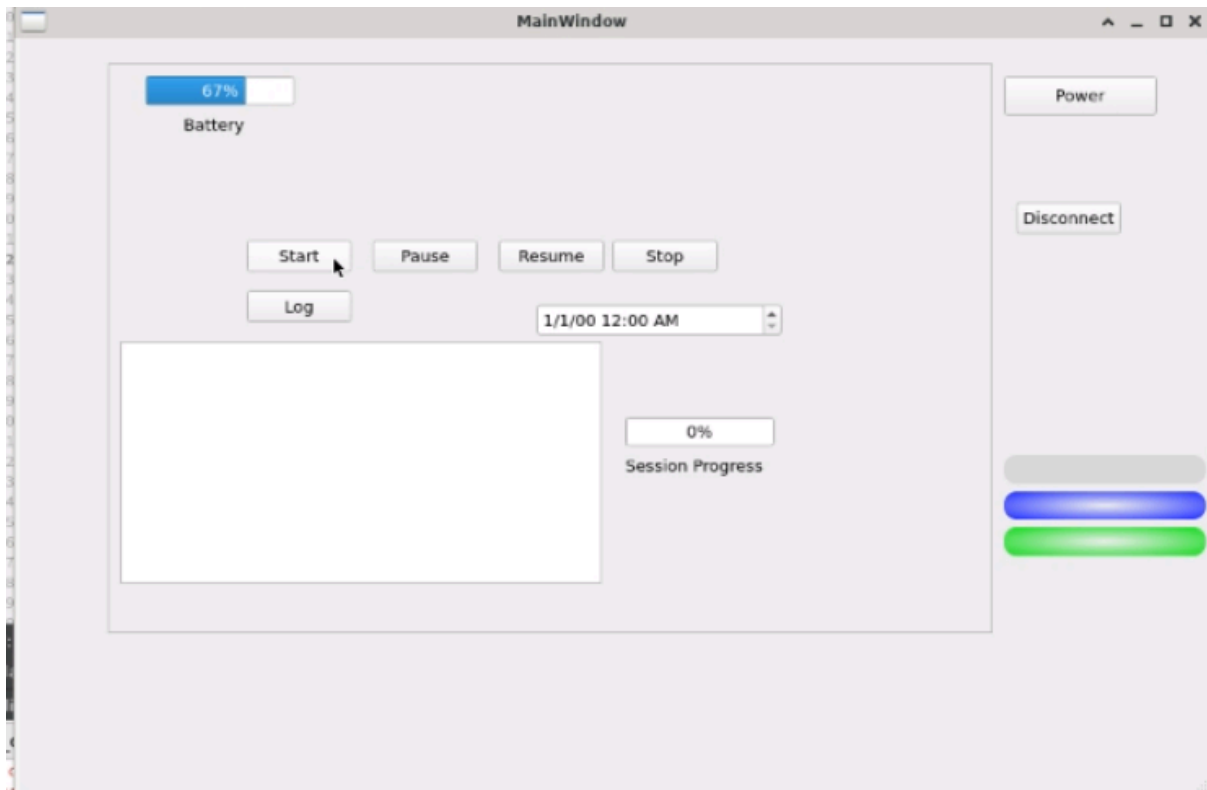 MainWindow
67%
Battery
Power
Disconnect
Start Pause Resume Stop
Log
1/1/00 12:00 AM
0%
Session Progress